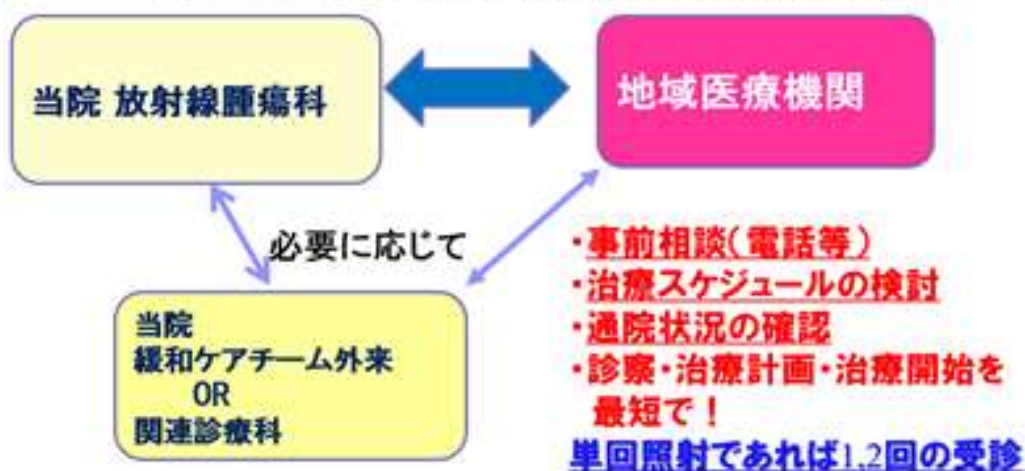 当院 放射線腫瘍科
地域医療機関
必要に応じて
当院
緩和ケアチーム外来
OR
関連診療科
・事前相談(電話等)
・治療スケジュールの検討
・通院状況の確認
・診察・治療計画・治療開始を
最短で!
単回照射であれば1,2回の受診